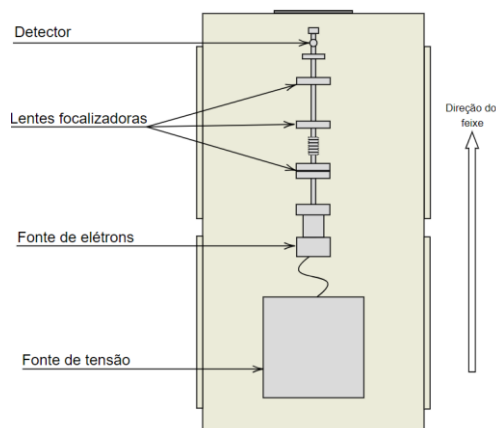 Detector
Lentes focalizadoras
Direção do
feixe
Fonte de elétrons
Fonte de tensão